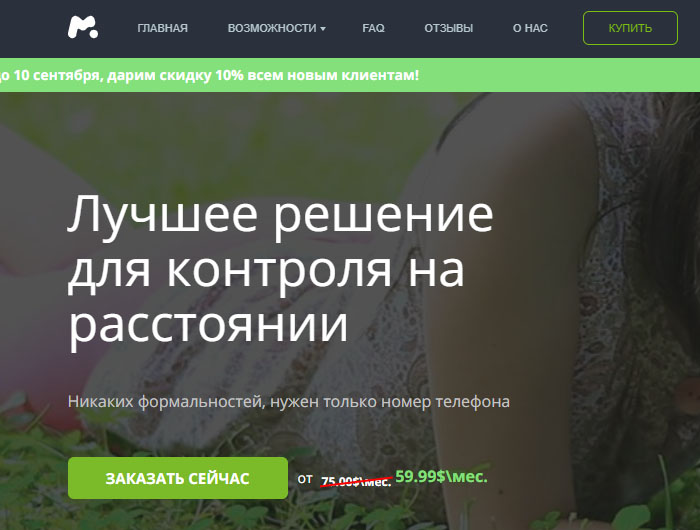 ГЛАВНАЯ ВОЗМОЖНОСТИ FAQ ОТЗЫВЫ О НАС КУПИТЬ
до 10 сентября, дарим скидку 10% всем новым клиентам!
Лучшее решение
для контроля на
расстоянии
Никаких формальностей, нужен только номер телефона
ЗАКАЗАТЬ СЕЙЧАС от 75.00$\мес. 59.99$\мес.